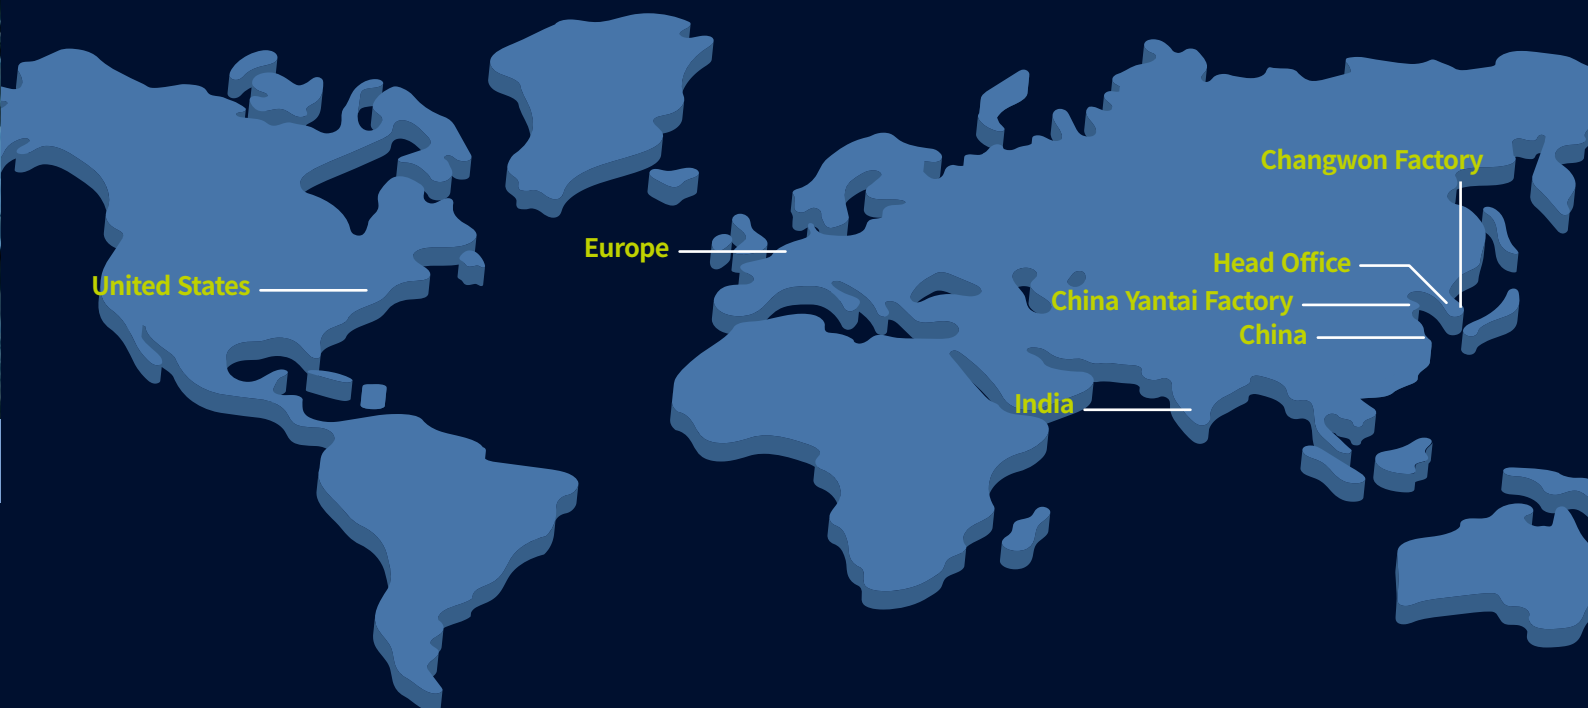 Changwon Factory
Europe
Head Office
United States
China Yantai Factory
China
India